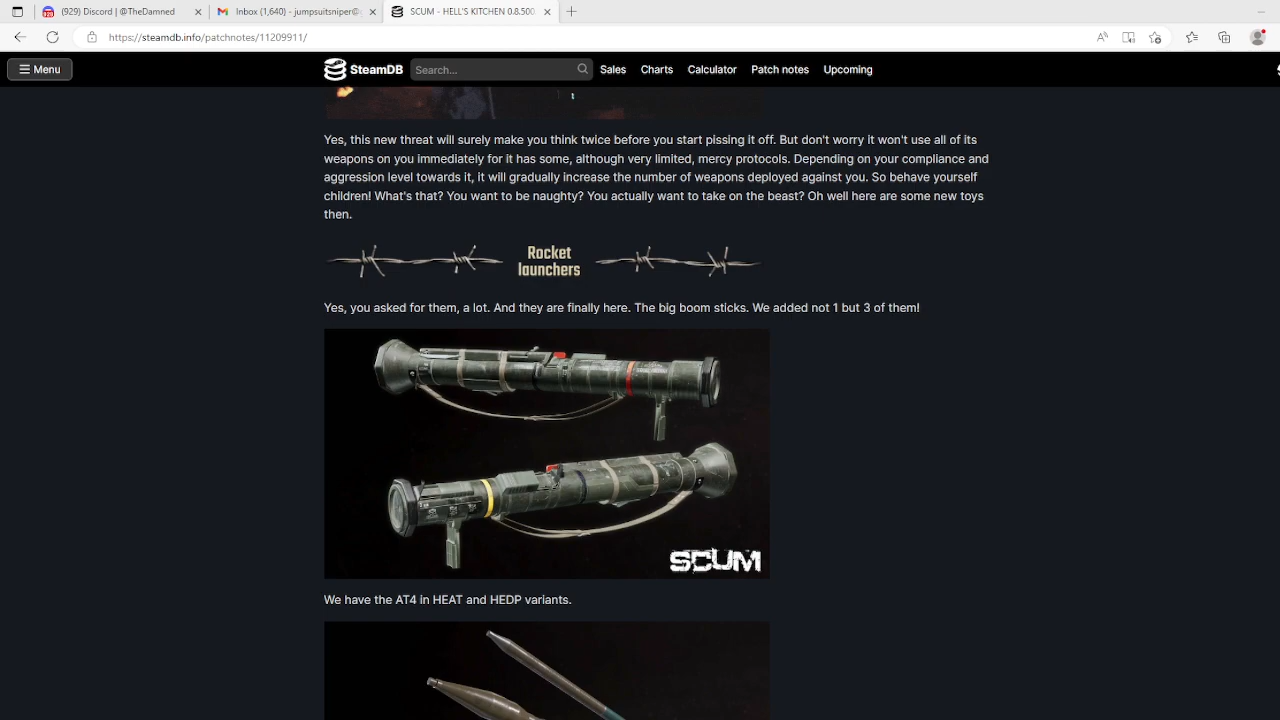 (929) Discord | @TheDamned
Inbox (1,640) - jumpsuitsniper@
SCUM - HELL'S KITCHEN 0.8.500
https://steamdb.info/patchnotes/11209911/
Menu
SteamDB
Search...
Sales
Charts
Calculator
Patch notes
Upcoming
Yes, this new threat will surely make you think twice before you start pissing it off. But don't worry it won't use all of its
weapons on you immediately for it has some, although very limited, mercy protocols. Depending on your compliance and
aggression level towards it, it will gradually increase the number of weapons deployed against you. So behave yourself
children! What's that? You want to be naughty? You actually want to take on the beast? Oh well here are some new toys
then.
Rocket
launchers
Yes, you asked for them, a lot. And they are finally here. The big boom sticks. We added not 1 but 3 of them!
SCUM
We have the AT4 in HEAT and HEDP variants.